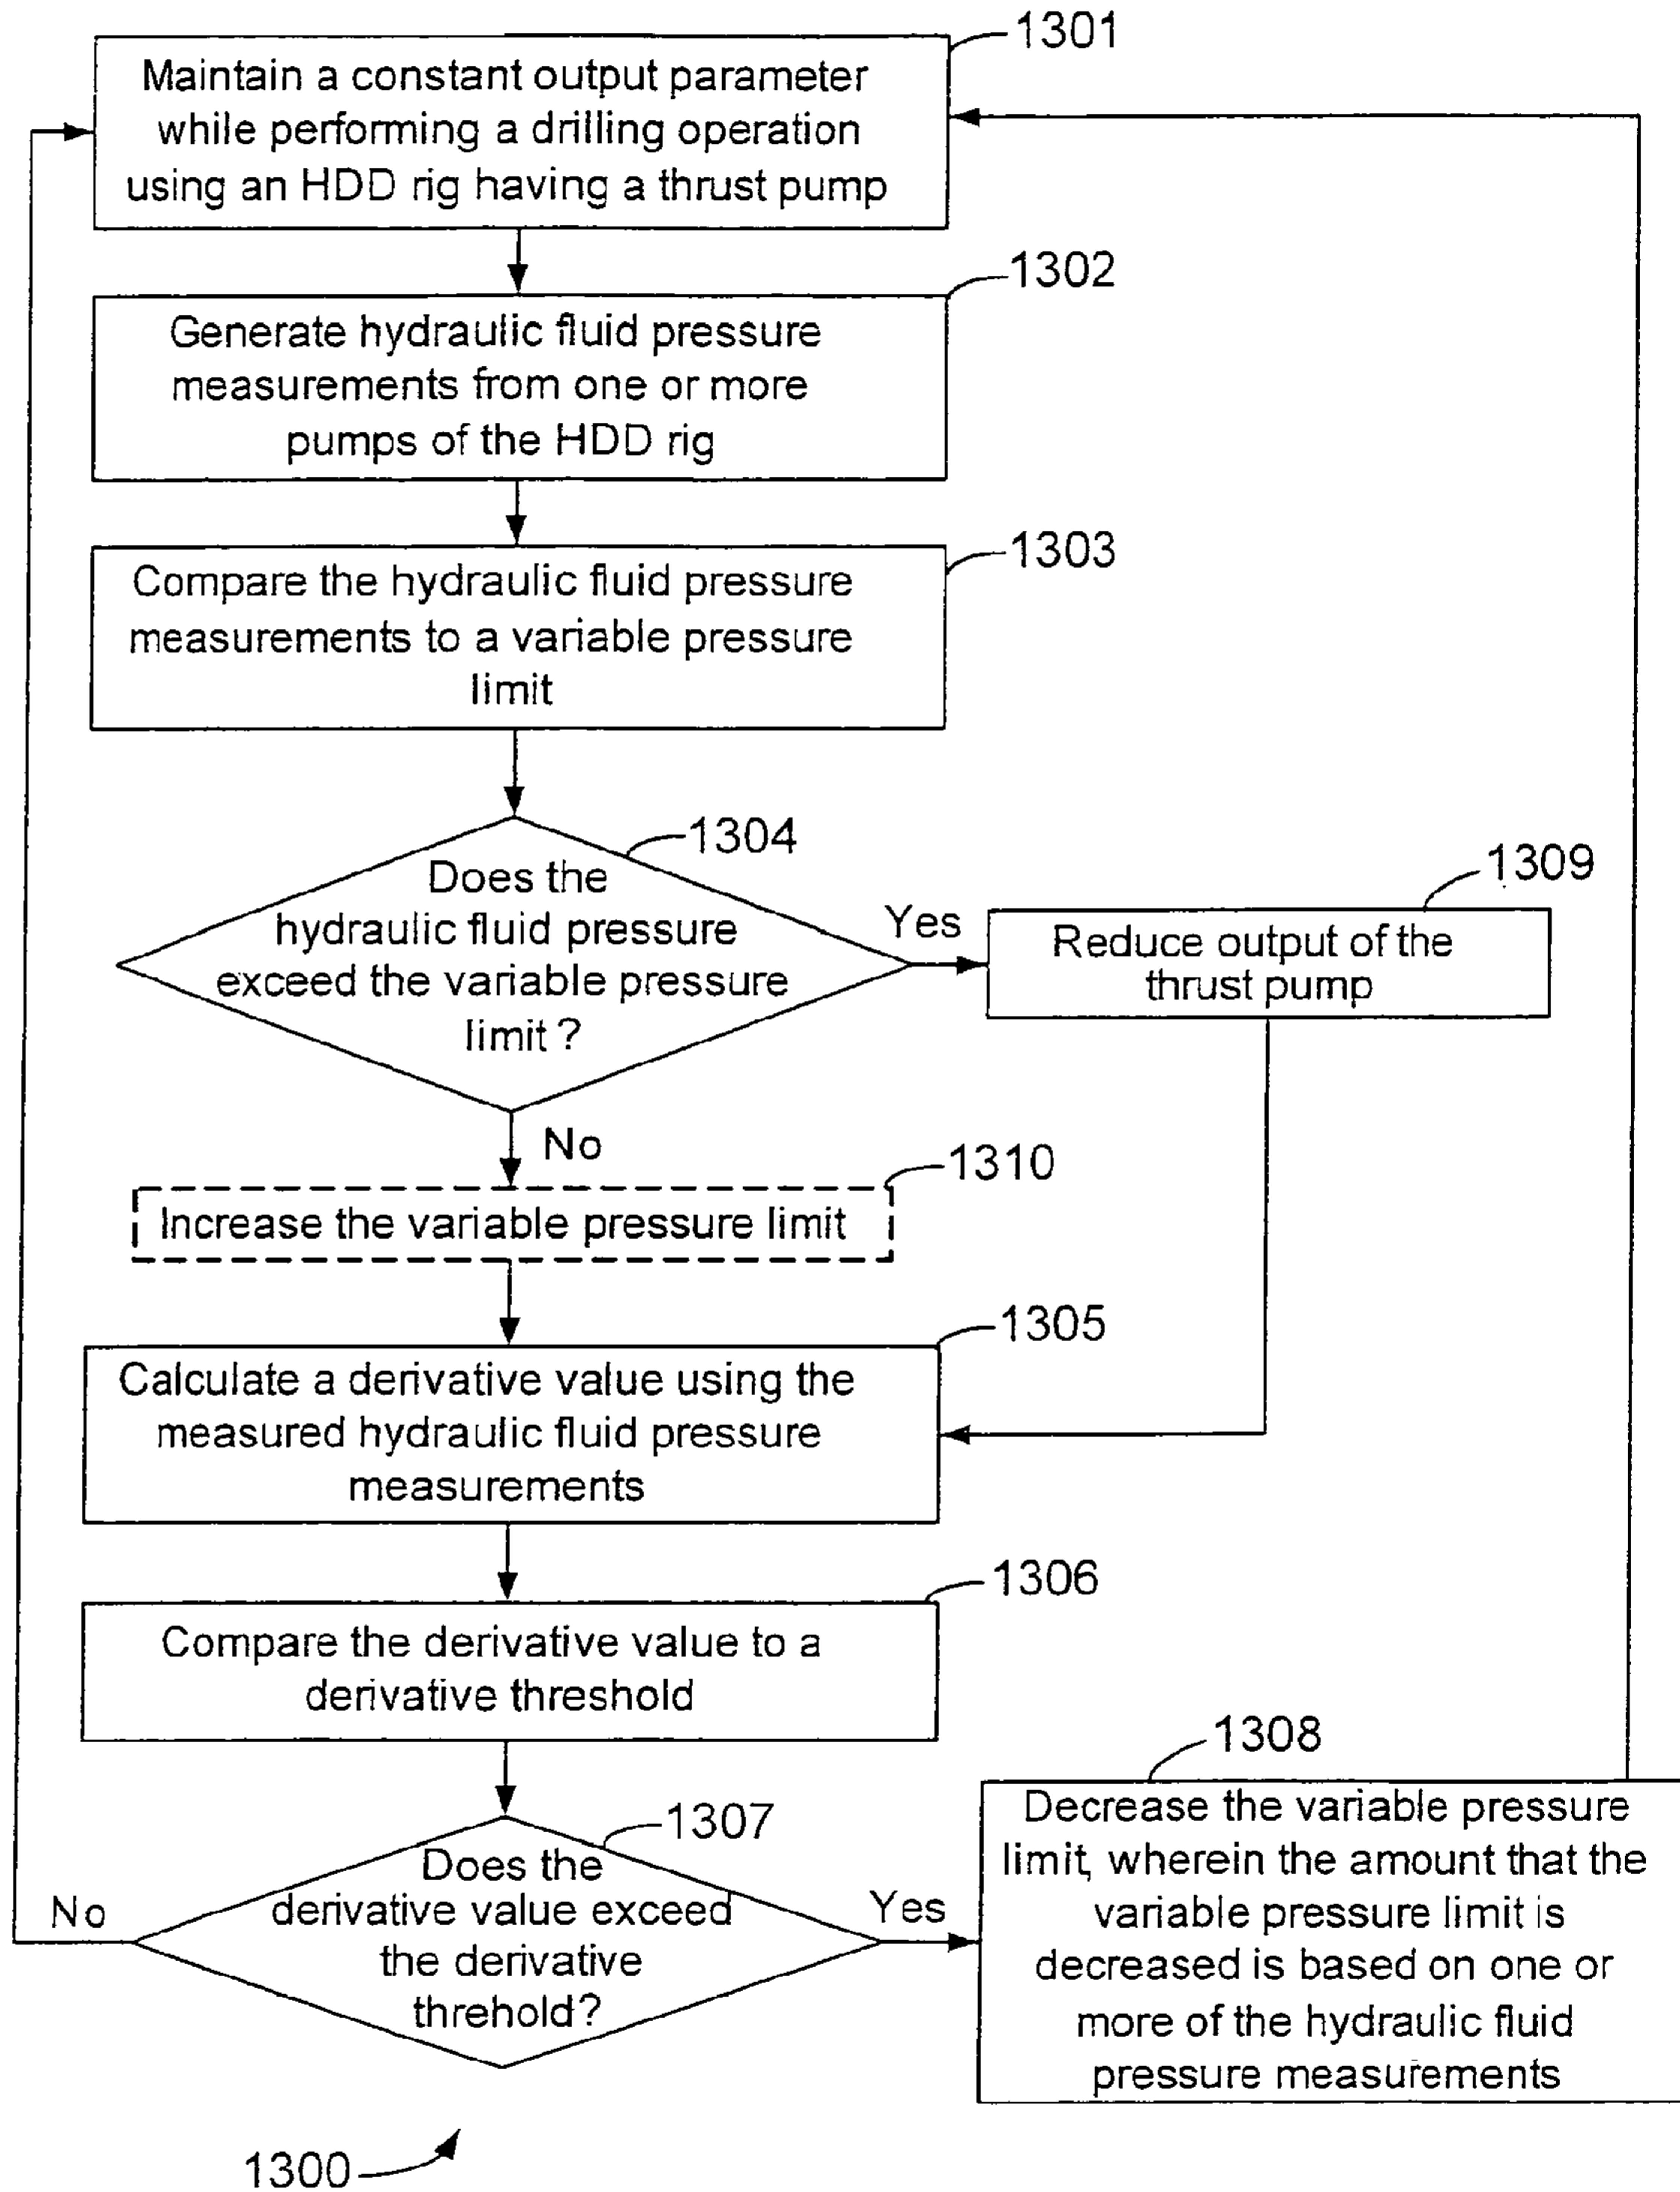 1301
Maintain a constant output parameter
while performing a drilling operation
using an HDD rig having a thrust pump
1302
Generate hydraulic fluid pressure
measurements from one or more
pumps of the HDD rig
1303
Compare the hydraulic fluid pressure
measurements to a variable pressure
limit
1304
Does the
hydraulic fluid pressure
exceed the variable pressure
limit?
Yes
1309
Reduce output of the
thrust pump
No
1310
Increase the variable pressure limit
1305
Calculate a derivative value using the
measured hydraulic fluid pressure
measurements
1306
Compare the derivative value to a
derivative threshold
1307
Does the
derivative value exceed
the derivative
threhold?
No
Yes
1308
Decrease the variable pressure
limit, wherein the amount that the
variable pressure limit is
decreased is based on one or
more of the hydraulic fluid
pressure measurements
1300